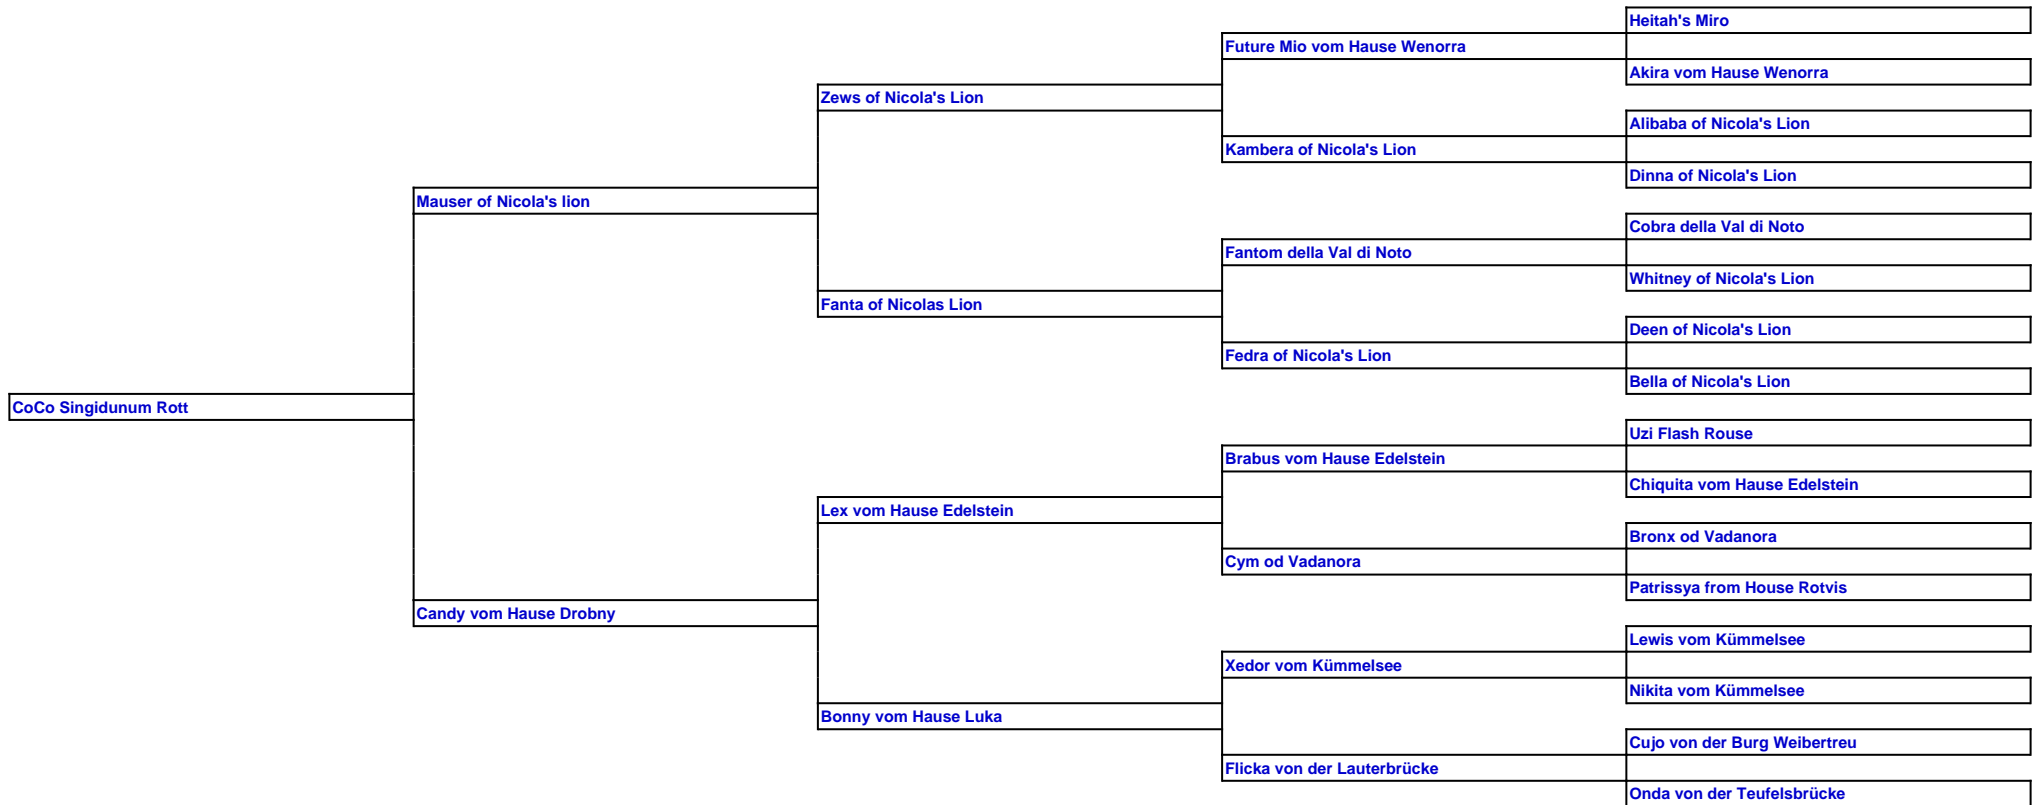 Heitah's Miro
Future Mio vom Hause Wenorra
Akira vom Hause Wenorra
Zews of Nicola's Lion
Alibaba of Nicola's Lion
Kambera of Nicola's Lion
Dinna of Nicola's Lion
Mauser of Nicola's lion
Cobra della Val di Noto
Fantom della Val di Noto
Whitney of Nicola's Lion
Fanta of Nicolas Lion
Deen of Nicola's Lion
Fedra of Nicola's Lion
Bella of Nicola's Lion
CoCo Singidunum Rott
Uzi Flash Rouse
Brabus vom Hause Edelstein
Chiquita vom Hause Edelstein
Lex vom Hause Edelstein
Bronx od Vadanora
Cym od Vadanora
Patrissya from House Rotvis
Candy vom Hause Drobny
Lewis vom Kümmelsee
Xedor vom Kümmelsee
Nikita vom Kümmelsee
Bonny vom Hause Luka
Cujo von der Burg Weibertreu
Flicka von der Lauterbrücke
Onda von der Teufelsbrücke